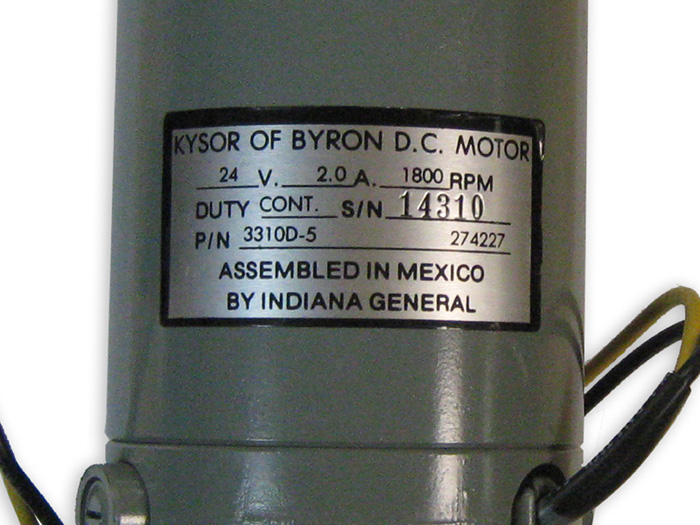 KYSOR OF BYRON D.C. MOTOR
24 V. 2.0 A. 1800 RPM
DUTY CONT. S/N 14310
P/N 3310D-5 274227
ASSEMBLED IN MEXICO
BY INDIANA GENERAL